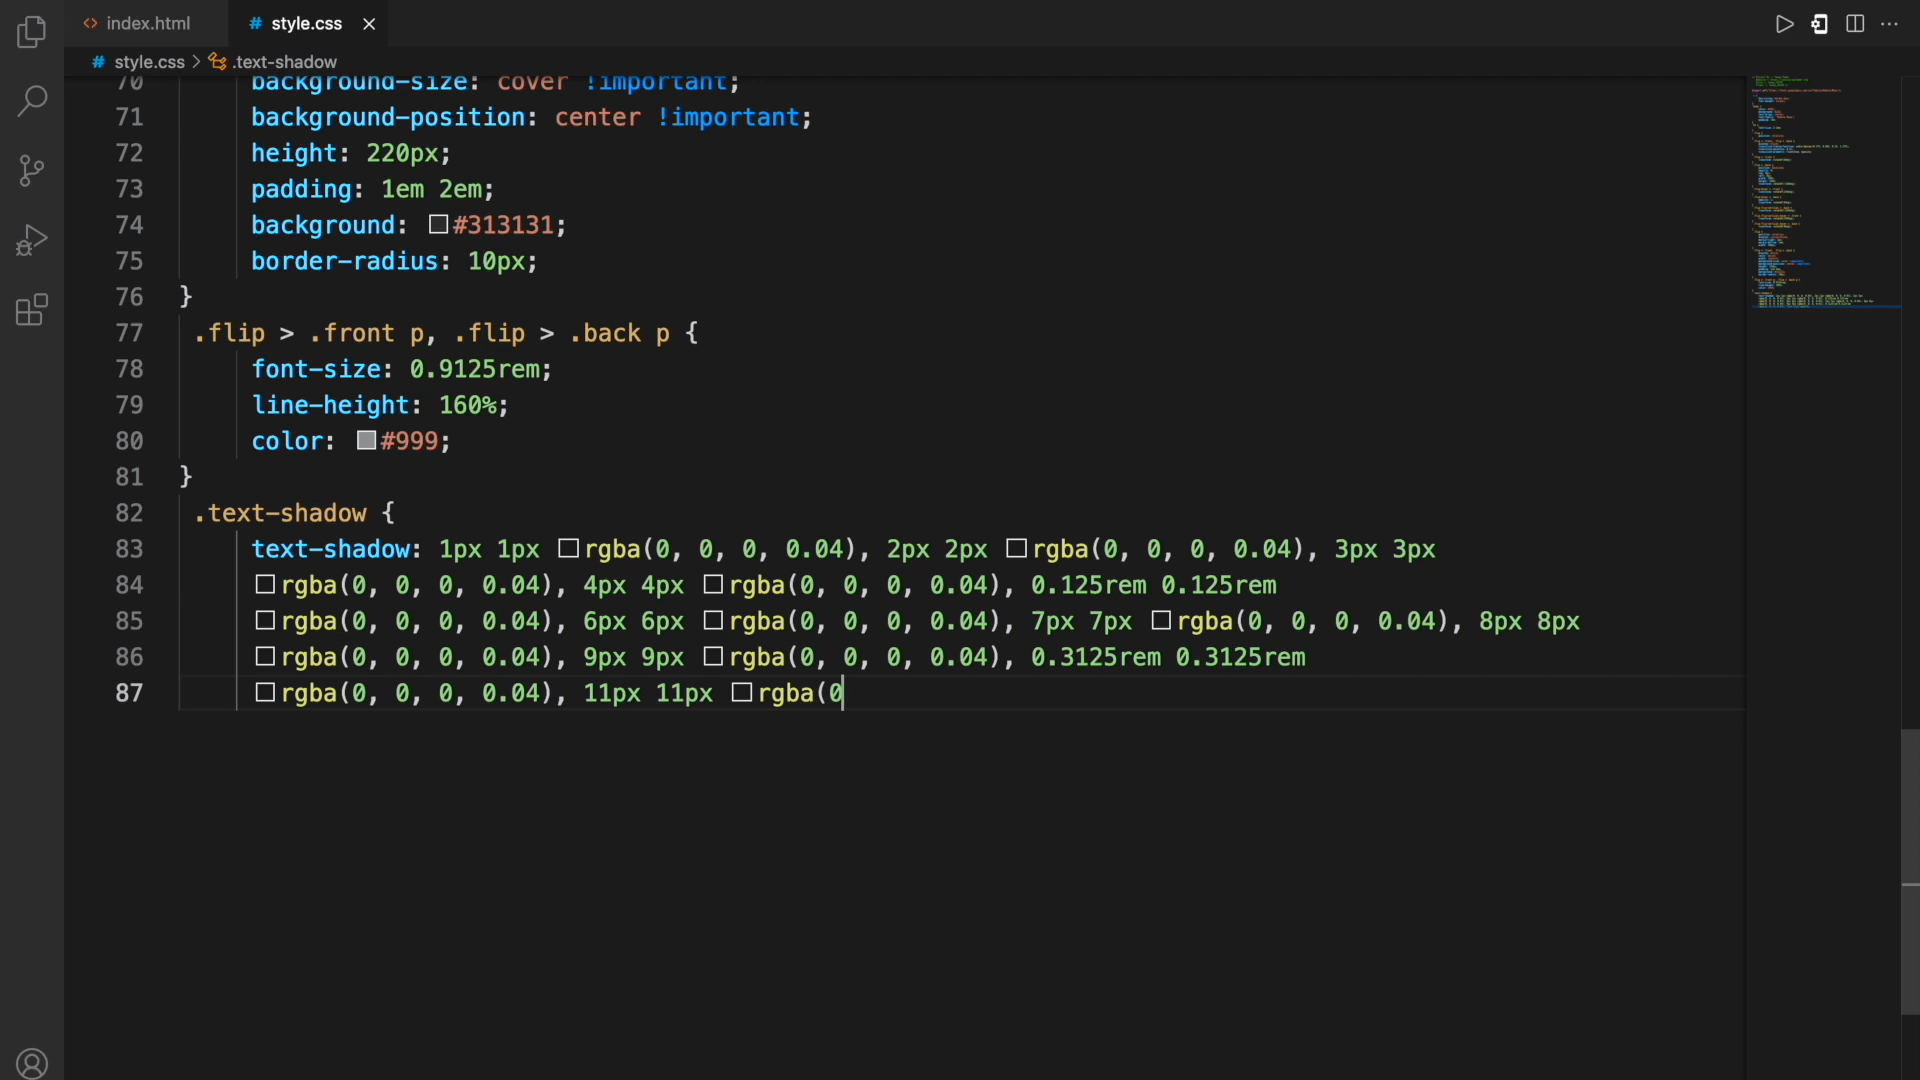 index.html
style.css
style.css
.text-shadow
70 background-size: cover !important;
71 background-position: center !important;
72 height: 220px;
73 padding: 1em 2em;
74 background: #313131;
75 border-radius: 10px;
76 }
77 .flip > .front p, .flip > .back p {
78 font-size: 0.9125rem;
79 line-height: 160%;
80 color: #999;
81 }
82 .text-shadow {
83 text-shadow: 1px 1px rgba(0, 0, 0, 0.04), 2px 2px rgba(0, 0, 0, 0.04), 3px 3px
84 rgba(0, 0, 0, 0.04), 4px 4px rgba(0, 0, 0, 0.04), 0.125rem 0.125rem
85 rgba(0, 0, 0, 0.04), 6px 6px rgba(0, 0, 0, 0.04), 7px 7px rgba(0, 0, 0, 0.04), 8px 8px
86 rgba(0, 0, 0, 0.04), 9px 9px rgba(0, 0, 0, 0.04), 0.3125rem 0.3125rem
87 rgba(0, 0, 0, 0.04), 11px 11px rgba(0